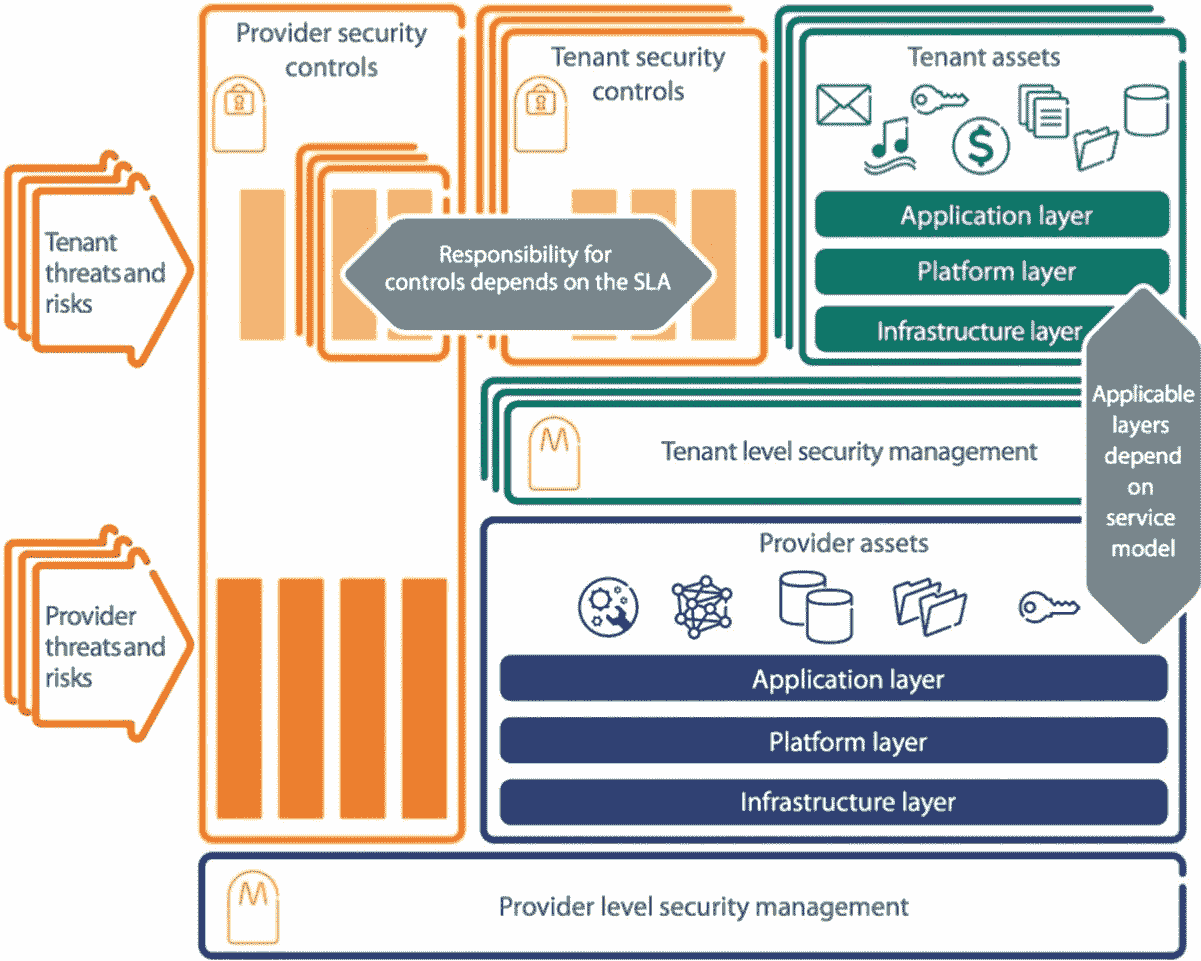 Provider security
controls
Tenant security
controls
Tenant assets
$
Application layer
Platform layer
Infrastructure layer
Tenant
threats and
risks
Responsibility for
controls depends on the SLA
Applicable
layers
depend
on
service
model
M
Tenant level security management
Provider
threats and
risks
Provider assets
Application layer
Platform layer
Infrastructure layer
M
Provider level security management